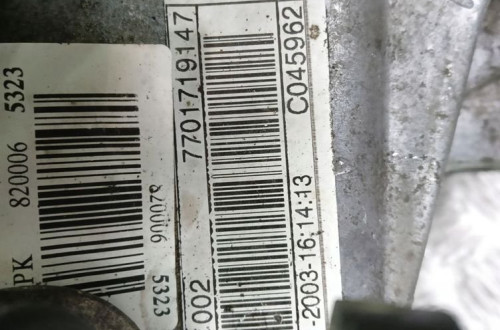 PK 820006 5323
820006 5323
002 7701719147
-2003-16:14:13 C045962